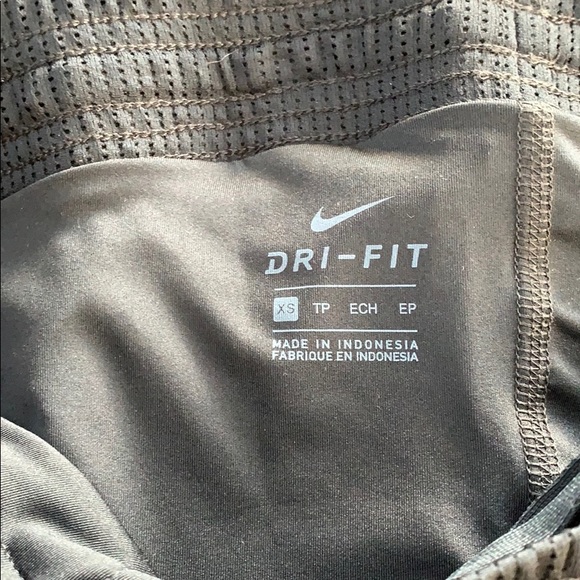 DRI-FIT
XS TP ECH EP
MADE IN INDONESIA
FABRIQUE EN INDONESIA